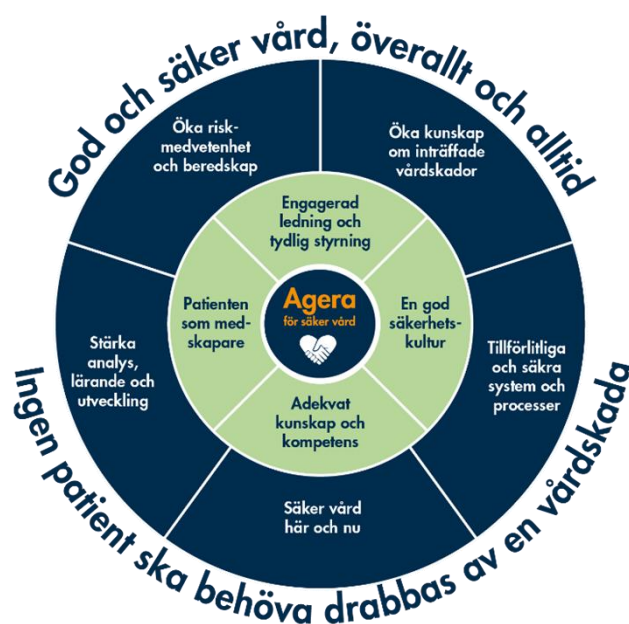 God och säker vård, överallt och alltid
Öka risk-
medvetenhet
och beredskap
Öka kunskap
om inträffade
vårdskador
Engagerad
ledning och
tydlig styrning
Patienten
som med-
skapare
Agera
för säker vård
En god
säkerhets-
kultur
Stärka
analys,
lärande och
utveckling
Tillförlitliga
och säkra
system och
processer
Adekvat
kunskap och
kompetens
Säker vård
här och nu
Ingen patient ska behöva drabbas av en vårdskada